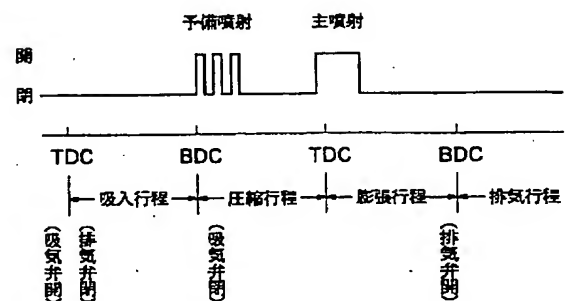 予備噴射 主噴射
開
閉
TDC BDC TDC BDC
吸入行程 圧縮行程 膨張行程 排気行程
(吸気弁開)
(排気弁閉)
(吸気弁閉)
(排気弁開)